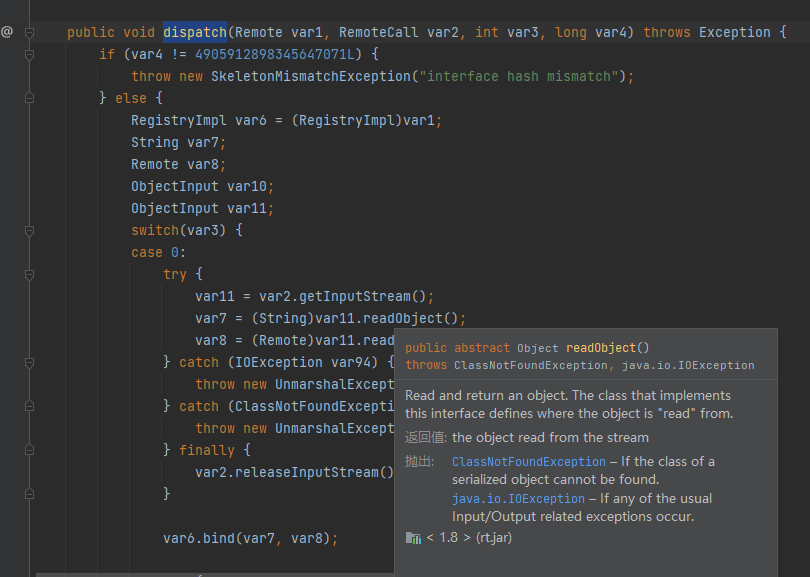 @
public void dispatch(Remote var1, RemoteCall var2, int var3, long var4) throws Exception {
if (var4 != 4905912898345647071L) {
throw new SkeletonMismatchException("interface hash mismatch");
} else {
RegistryImpl var6 = (RegistryImpl)var1;
String var7;
Remote var8;
ObjectInput var10;
ObjectInput var11;
switch(var3) {
case 0:
try {
var11 = var2.getInputStream();
var7 = (String)var11.readObject();
var8 = (Remote)var11.read
} catch (IOException var94) {
throw new UnmarshalExcept
} catch (ClassNotFoundExcepti
throw new UnmarshalExcept
} finally {
var2.releaseInputStream()
}
var6.bind(var7, var8);
public abstract Object readObject()
throws ClassNotFoundException, java.io.IOException
Read and return an object. The class that implements
this interface defines where the object is "read" from.
返回值: the object read from the stream
抛出: ClassNotFoundException – If the class of a
serialized object cannot be found.
java.io.IOException – If any of the usual
Input/Output related exceptions occur.
< 1.8 > (rt.jar)